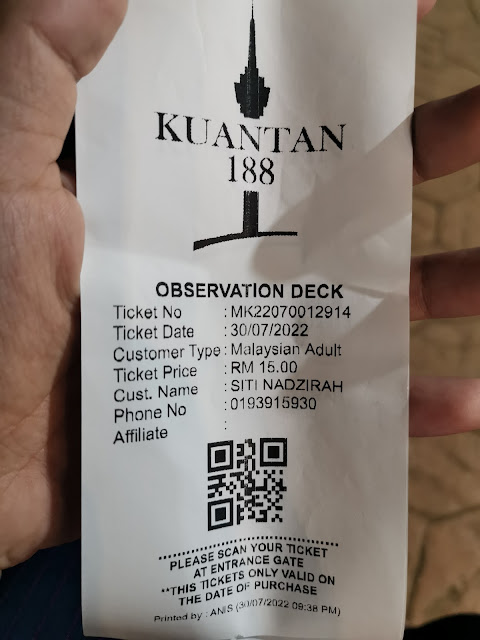 KUANTAN
188
OBSERVATION DECK
Ticket No : MK22070012914
Ticket Date : 30/07/2022
Customer Type : Malaysian Adult
Ticket Price : RM 15.00
Cust. Name : SITI NADZIRAH
Phone No : 0193915930
Affiliate :
PLEASE SCAN YOUR TICKET
AT ENTRANCE GATE
**THIS TICKETS ONLY VALID ON
THE DATE OF PURCHASE
Printed by : ANIS (30/07/2022 09:38 PM)